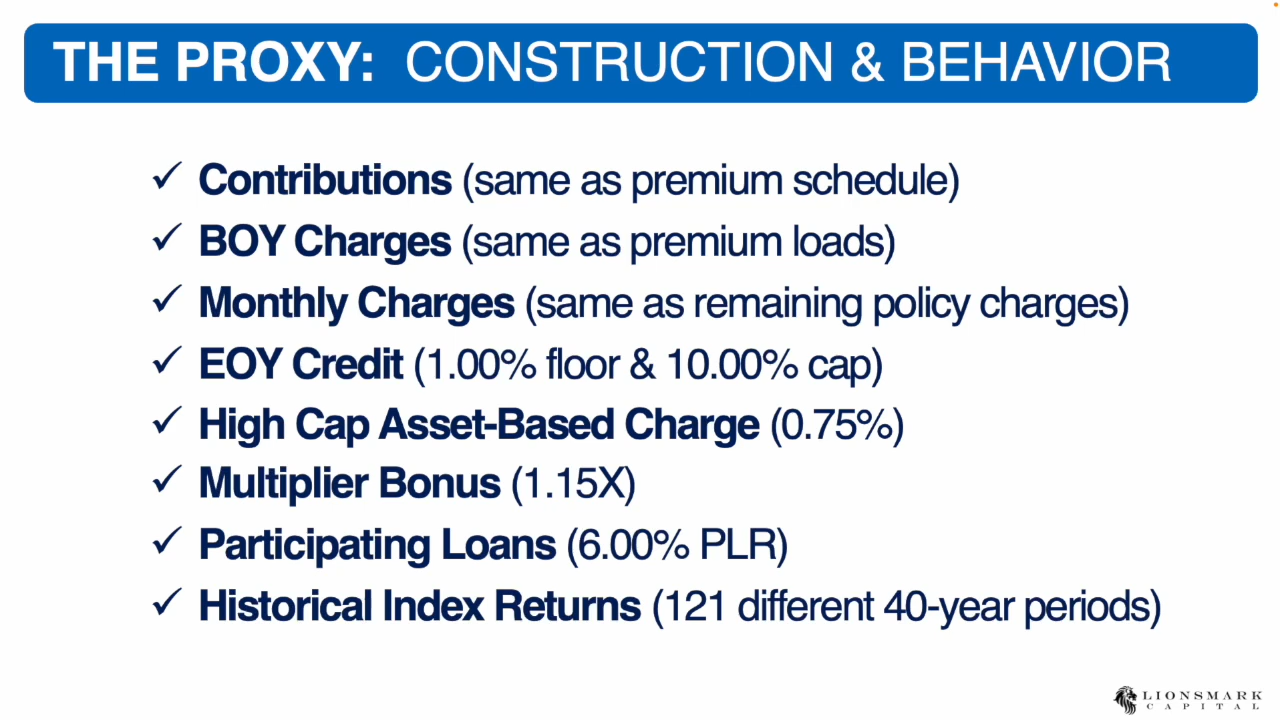 THE PROXY: CONSTRUCTION & BEHAVIOR
✓ Contributions (same as premium schedule)
✓ BOY Charges (same as premium loads)
✓ Monthly Charges (same as remaining policy charges)
✓ EOY Credit (1.00% floor & 10.00% cap)
✓ High Cap Asset-Based Charge (0.75%)
✓ Multiplier Bonus (1.15X)
✓ Participating Loans (6.00% PLR)
✓ Historical Index Returns (121 different 40-year periods)
LIONSMARK
CAPITAL